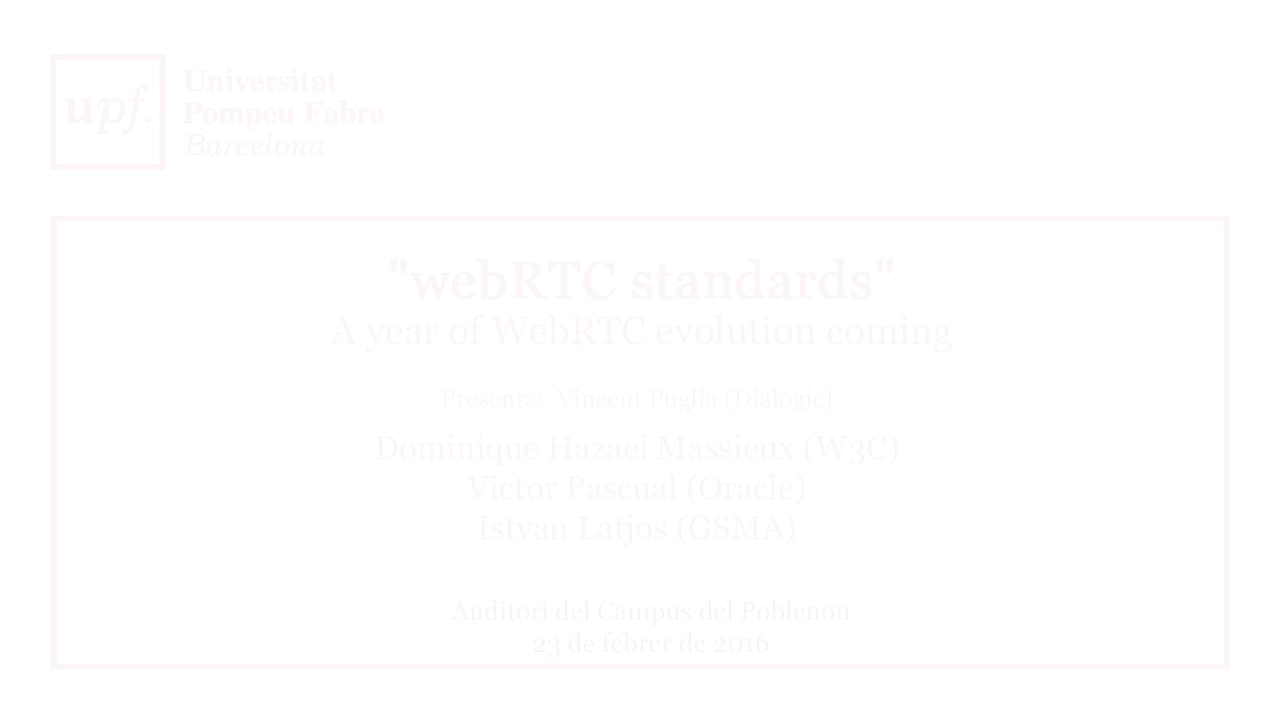 upf.
Universitat
Pompeu Fabra
Barcelona
"webRTC standards"
A year of WebRTC evolution coming
Presenta: Vincent Puglia (Dialogic)
Dominique Hazael Massieux (W3C)
Victor Pascual (Oracle)
Istvan Latjos (GSMA)
Auditori del Campus del Poblenou
23 de febrer de 2016